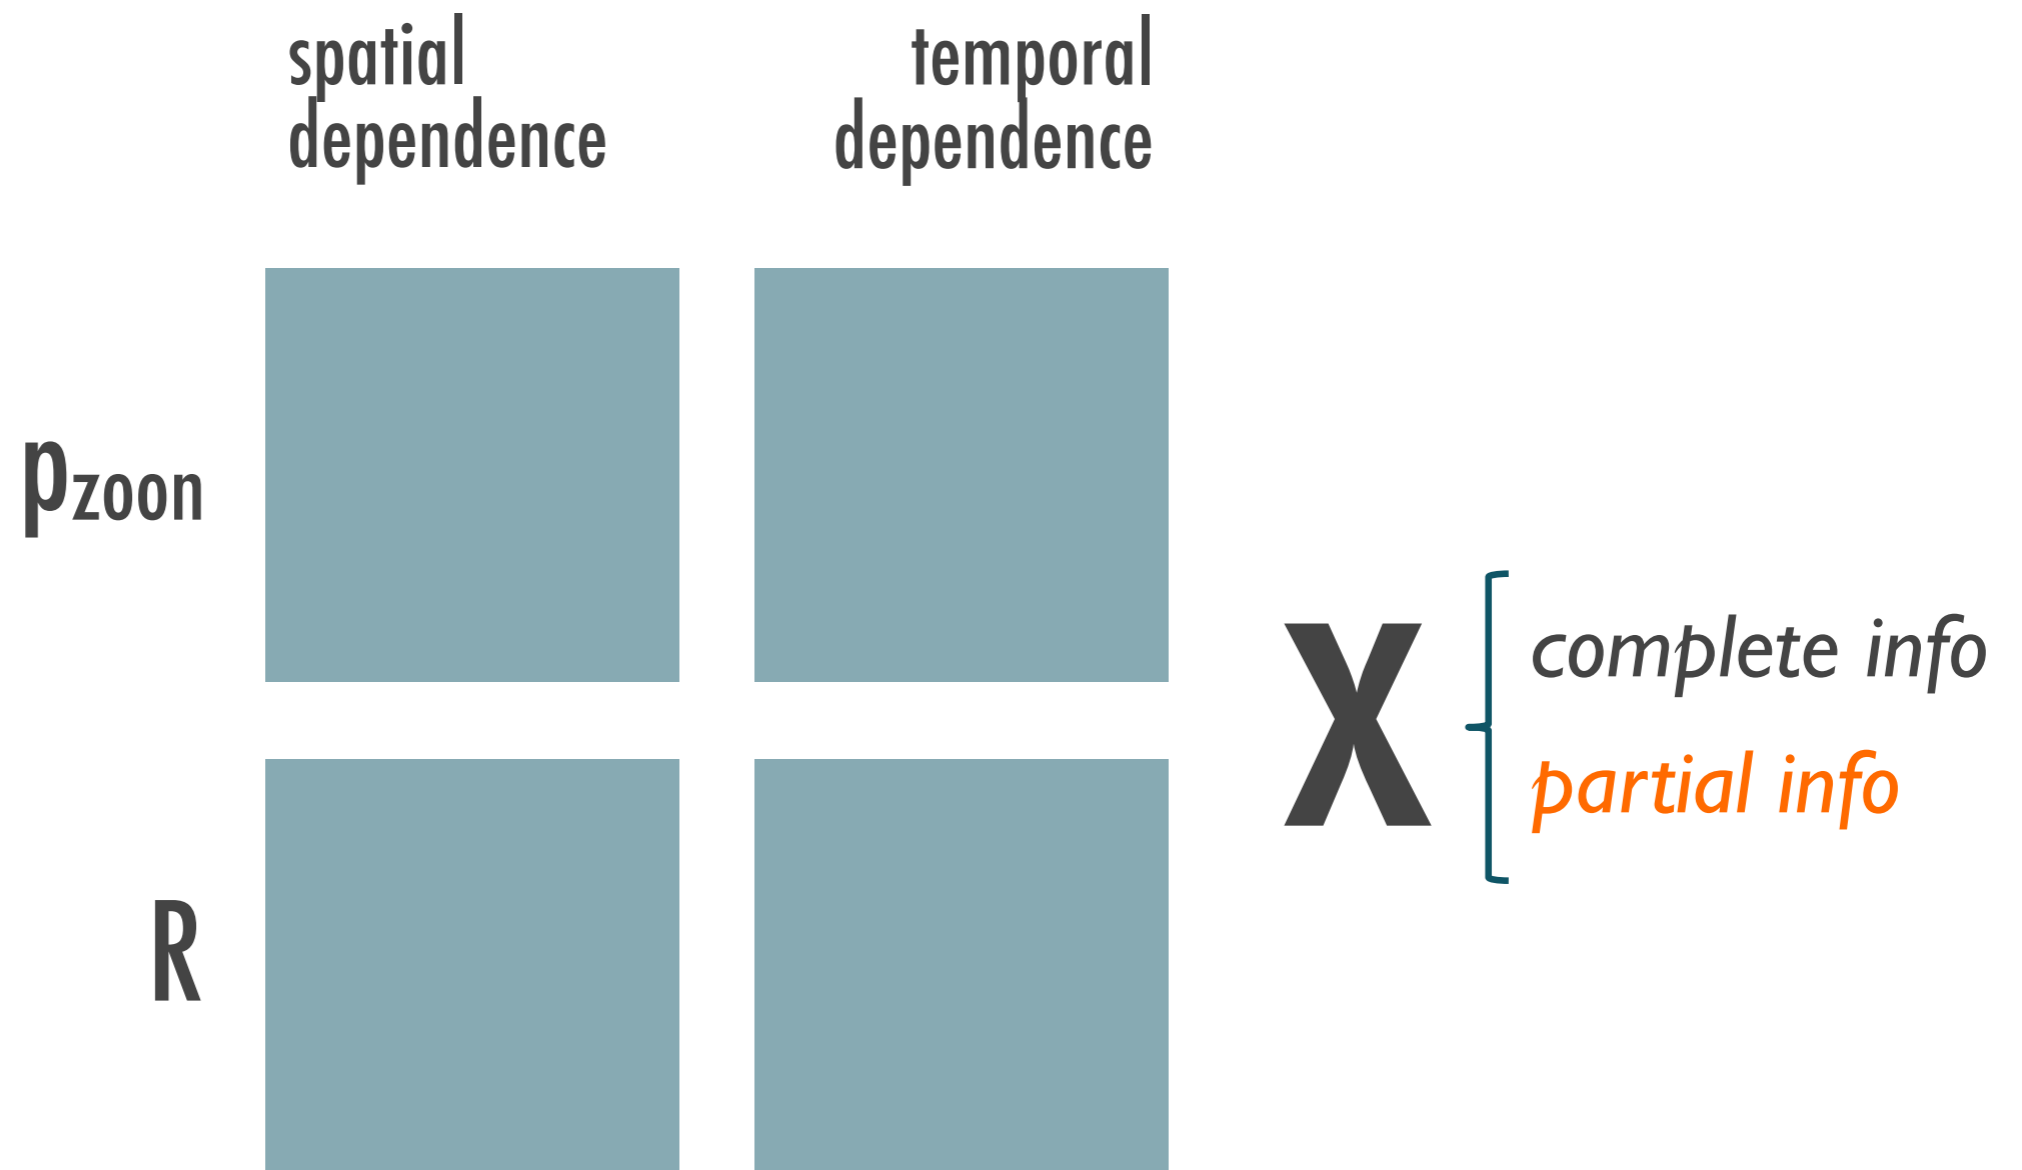 spatial
dependence
temporal
dependence
pzoon
R
X
complete info
partial info